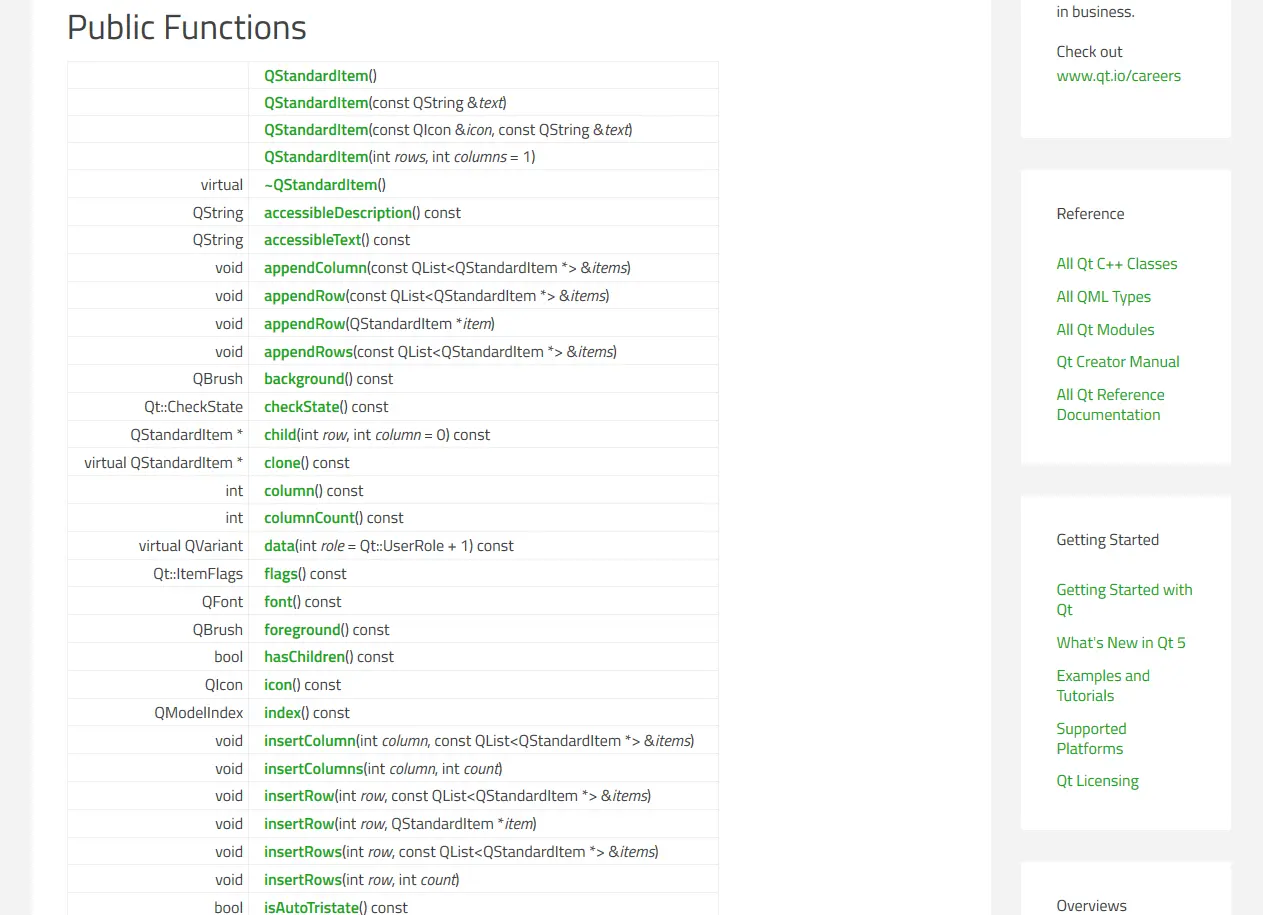 Public Functions
QStandardItem()
QStandardItem(const QString &text)
QStandardItem(const QIcon &icon, const QString &text)
QStandardItem(int rows, int columns = 1)
virtual ~QStandardItem()
QString accessibleDescription() const
QString accessibleText() const
void appendColumn(const QList<QStandardItem *> &items)
void appendRow(const QList<QStandardItem *> &items)
void appendRow(QStandardItem *item)
void appendRows(const QList<QStandardItem *> &items)
QBrush background() const
Qt::CheckState checkState() const
QStandardItem * child(int row, int column = 0) const
virtual QStandardItem * clone() const
int column() const
int columnCount() const
virtual QVariant data(int role = Qt::UserRole + 1) const
Qt::ItemFlags flags() const
QFont font() const
QBrush foreground() const
bool hasChildren() const
QIcon icon() const
QModelIndex index() const
void insertColumn(int column, const QList<QStandardItem *> &items)
void insertColumns(int column, int count)
void insertRow(int row, const QList<QStandardItem *> &items)
void insertRow(int row, QStandardItem *item)
void insertRows(int row, const QList<QStandardItem *> &items)
void insertRows(int row, int count)
bool isAutoTristate() const
in business.
Check out
www.qt.io/careers
Reference
All Qt C++ Classes
All QML Types
All Qt Modules
Qt Creator Manual
All Qt Reference
Documentation
Getting Started
Getting Started with
Qt
What's New in Qt 5
Examples and
Tutorials
Supported
Platforms
Qt Licensing
Overviews